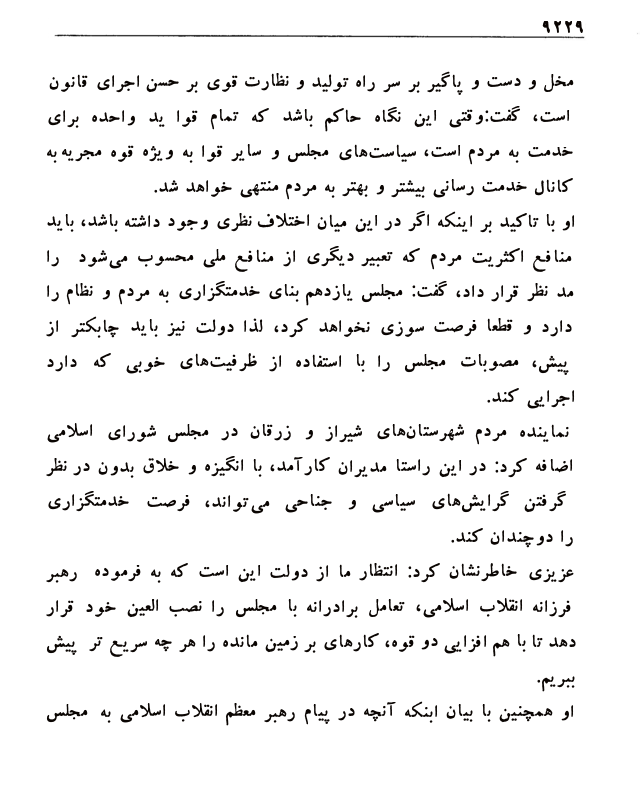 ۹۲۲۹
مخل و دست و پاگیر بر سر راه تولید و نظارت قوی بر حسن اجرای قانون
است، گفت:وقتی این نگاه حاکم باشد که تمام قوا ید واحده برای
خدمت به مردم است، سیاست‌های مجلس و سایر قوا به ویژه قوه مجریه به
کانال خدمت رسانی بیشتر و بهتر به مردم منتهی خواهد شد.
او با تاکید بر اینکه اگر در این میان اختلاف نظری وجود داشته باشد، باید
منافع اکثریت مردم که تعبیر دیگری از منافع ملی محسوب می‌شود را
مد نظر قرار داد، گفت: مجلس یازدهم بنای خدمتگزاری به مردم و نظام را
دارد و قطعا فرصت سوزی نخواهد کرد، لذا دولت نیز باید چابکتر از
پیش، مصوبات مجلس را با استفاده از ظرفیت‌های خوبی که دارد
اجرایی کند.
نماینده مردم شهرستان‌های شیراز و زرقان در مجلس شورای اسلامی
اضافه کرد: در این راستا مدیران کارآمد، با انگیزه و خلاق بدون در نظر
گرفتن گرایش‌های سیاسی و جناحی می‌تواند، فرصت خدمتگزاری
را دوچندان کند.
عزیزی خاطرنشان کرد: انتظار ما از دولت این است که به فرموده رهبر
فرزانه انقلاب اسلامی، تعامل برادرانه با مجلس را نصب العین خود قرار
دهد تا با هم افزایی دو قوه، کارهای بر زمین مانده را هر چه سریع تر پیش
ببریم.
او همچنین با بیان ابنکه آنچه در پیام رهبر معظم انقلاب اسلامی به مجلس